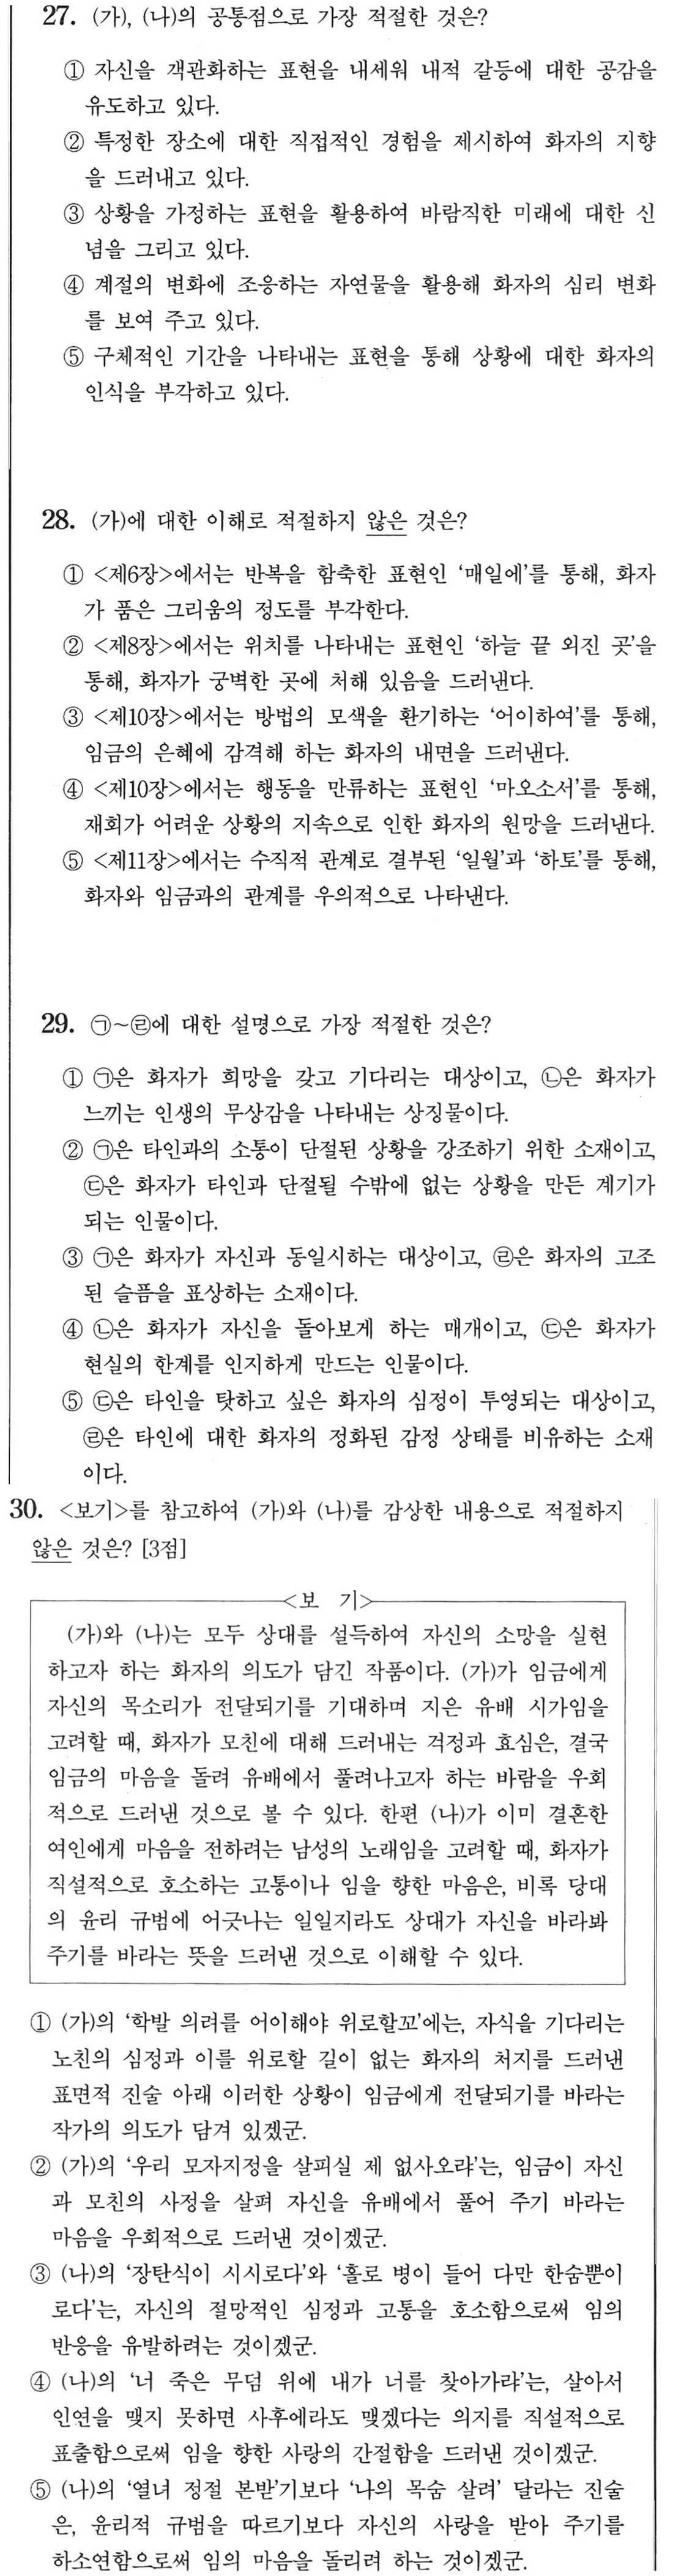 27. (가), (나)의 공통점으로 가장 적절한 것은?
① 자신을 객관화하는 표현을 내세워 내적 갈등에 대한 공감을
유도하고 있다.
② 특정한 장소에 대한 직접적인 경험을 제시하여 화자의 지향
을 드러내고 있다.
③ 상황을 가정하는 표현을 활용하여 바람직한 미래에 대한 신
념을 그리고 있다.
④ 계절의 변화에 조응하는 자연물을 활용해 화자의 심리 변화
를 보여 주고 있다.
⑤ 구체적인 기간을 나타내는 표현을 통해 상황에 대한 화자의
인식을 부각하고 있다.
28. (가)에 대한 이해로 적절하지 않은 것은?
① <제6장>에서는 반복을 함축한 표현인 ‘매일에’를 통해, 화자
가 품은 그리움의 정도를 부각한다.
② <제8장>에서는 위치를 나타내는 표현인 ‘하늘 끝 외진 곳’을
통해, 화자가 궁벽한 곳에 처해 있음을 드러낸다.
③ <제10장>에서는 방법의 모색을 환기하는 ‘어이하여’를 통해,
임금의 은혜에 감격해 하는 화자의 내면을 드러낸다.
④ <제10장>에서는 행동을 만류하는 표현인 ‘마오소서’를 통해,
재회가 어려운 상황의 지속으로 인한 화자의 원망을 드러낸다.
⑤ <제11장>에서는 수직적 관계로 결부된 ‘일월’과 ‘하토’를 통해,
화자와 임금과의 관계를 우의적으로 나타낸다.
29. ㉠~㉣에 대한 설명으로 가장 적절한 것은?
① ㉠은 화자가 희망을 갖고 기다리는 대상이고, ㉡은 화자가
느끼는 인생의 무상감을 나타내는 상징물이다.
② ㉠은 타인과의 소통이 단절된 상황을 강조하기 위한 소재이고,
㉢은 화자가 타인과 단절될 수밖에 없는 상황을 만든 계기가
되는 인물이다.
③ ㉠은 화자가 자신과 동일시하는 대상이고, ㉣은 화자의 고조
된 슬픔을 표상하는 소재이다.
④ ㉡은 화자가 자신을 돌아보게 하는 매개이고, ㉢은 화자가
현실의 한계를 인지하게 만드는 인물이다.
⑤ ㉢은 타인을 탓하고 싶은 화자의 심정이 투영되는 대상이고,
㉣은 타인에 대한 화자의 정화된 감정 상태를 비유하는 소재
이다.
30. <보기>를 참고하여 (가)와 (나)를 감상한 내용으로 적절하지
않은 것은? [3점]
<보 기>
(가)와 (나)는 모두 상대를 설득하여 자신의 소망을 실현
하고자 하는 화자의 의도가 담긴 작품이다. (가)가 임금에게
자신의 목소리가 전달되기를 기대하며 지은 유배 시가임을
고려할 때, 화자가 모친에 대해 드러내는 걱정과 효심은, 결국
임금의 마음을 돌려 유배에서 풀려나고자 하는 바람을 우회
적으로 드러낸 것으로 볼 수 있다. 한편 (나)가 이미 결혼한
여인에게 마음을 전하려는 남성의 노래임을 고려할 때, 화자가
직설적으로 호소하는 고통이나 임을 향한 마음은, 비록 당대
의 윤리 규범에 어긋나는 일일지라도 상대가 자신을 바라봐
주기를 바라는 뜻을 드러낸 것으로 이해할 수 있다.
① (가)의 ‘학발 의려를 어이해야 위로할꼬’에는, 자식을 기다리는
노친의 심정과 이를 위로할 길이 없는 화자의 처지를 드러낸
표면적 진술 아래 이러한 상황이 임금에게 전달되기를 바라는
작가의 의도가 담겨 있겠군.
② (가)의 ‘우리 모자지정을 살피실 제 없사오랴’는, 임금이 자신
과 모친의 사정을 살펴 자신을 유배에서 풀어 주기 바라는
마음을 우회적으로 드러낸 것이겠군.
③ (나)의 ‘장탄식이 시시로다’와 ‘홀로 병이 들어 다만 한숨뿐이
로다’는, 자신의 절망적인 심정과 고통을 호소함으로써 임의
반응을 유발하려는 것이겠군.
④ (나)의 ‘너 죽은 무덤 위에 내가 너를 찾아가랴’는, 살아서
인연을 맺지 못하면 사후에라도 맺겠다는 의지를 직설적으로
표출함으로써 임을 향한 사랑의 간절함을 드러낸 것이겠군.
⑤ (나)의 ‘열녀 정절 본받’기보다 ‘나의 목숨 살려’ 달라는 진술
은, 윤리적 규범을 따르기보다 자신의 사랑을 받아 주기를
하소연함으로써 임의 마음을 돌리려 하는 것이겠군.